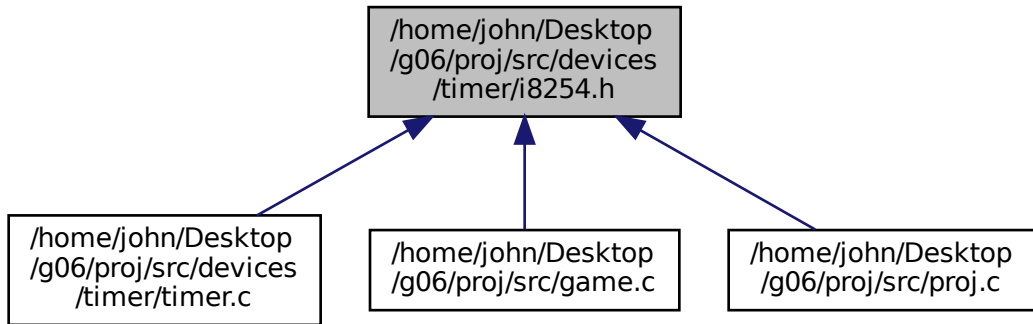 /home/john/Desktop
/g06/proj/src/devices
/timer/i8254.h
/home/john/Desktop
/g06/proj/src/devices
/timer/timer.c
/home/john/Desktop
/g06/proj/src/game.c
/home/john/Desktop
/g06/proj/src/proj.c